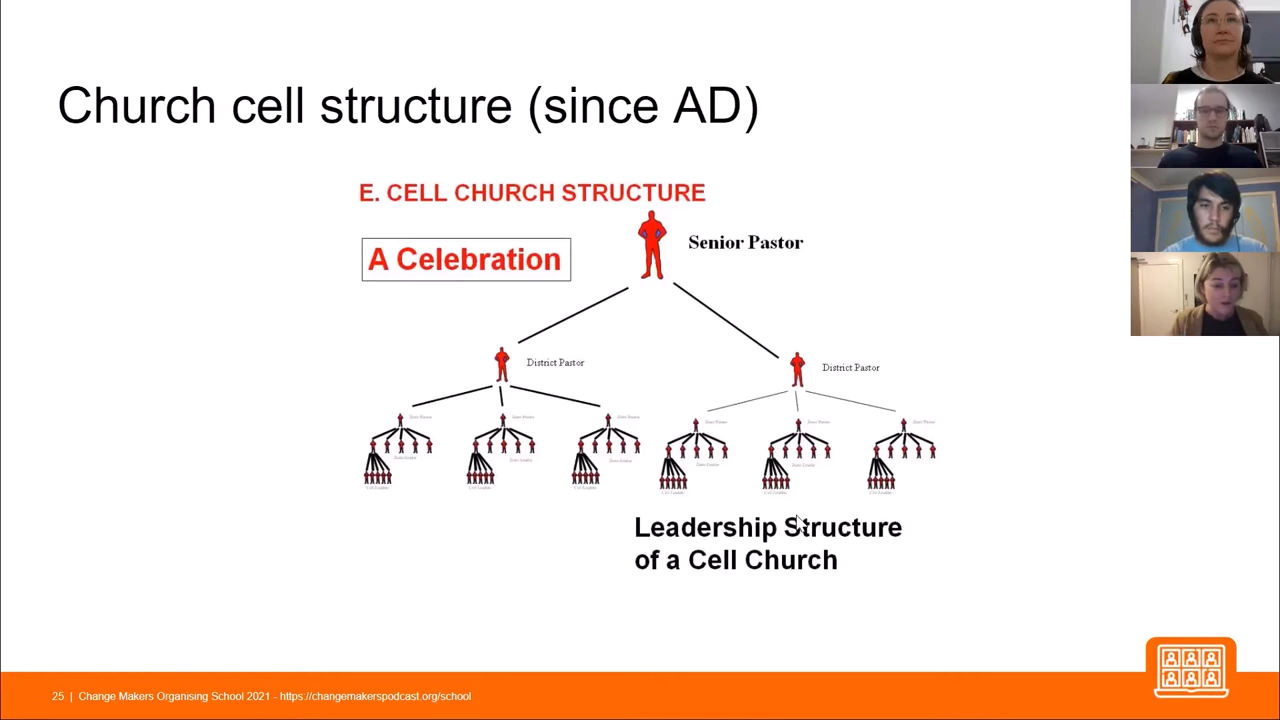 Church cell structure (since AD)
E. CELL CHURCH STRUCTURE
A Celebration
Senior Pastor
District Pastor
District Pastor
Leadership Structure
of a Cell Church
25 | Change Makers Organising School 2021 - https://changemakerspodcast.org/school